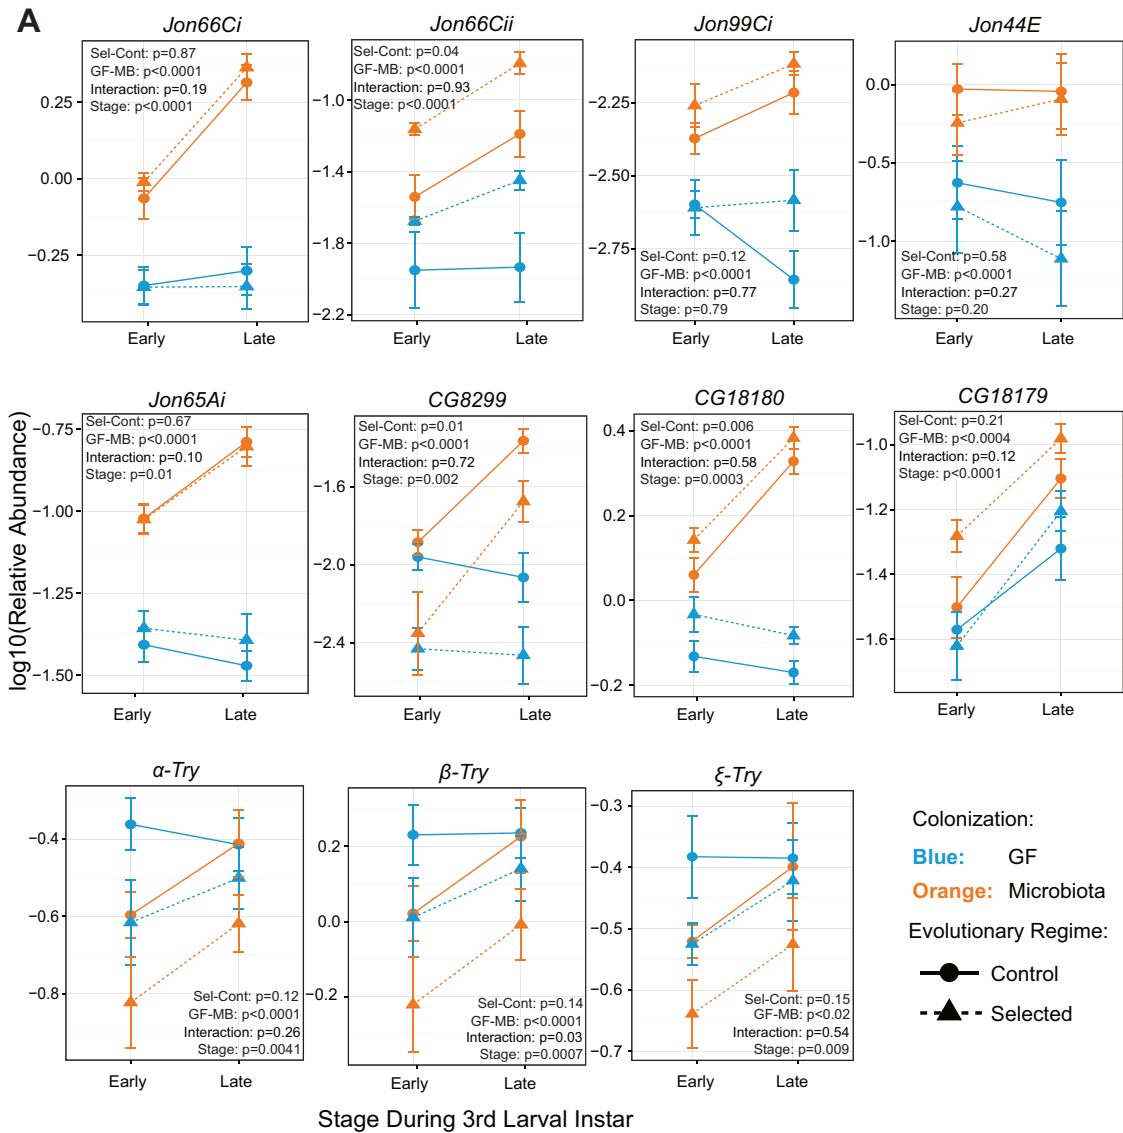 A
Jon66Ci
Jon66Cii
Jon99Ci
Jon44E
Sel-Cont: p=0.87
GF-MB: p<0.0001
Interaction: p=0.19
Stage: p<0.0001
0.25
0.00
−0.25
Early
Late
Sel-Cont: p=0.04
GF-MB: p<0.0001
Interaction: p=0.93
Stage: p<0.0001
−1.0
−1.4
−1.8
−2.2
Early
Late
−2.25
−2.50
−2.75
Sel-Cont: p=0.12
GF-MB: p<0.0001
Interaction: p=0.77
Stage: p=0.79
Early
Late
0.0
−0.5
−1.0
Sel-Cont: p=0.58
GF-MB: p<0.0001
Interaction: p=0.27
Stage: p=0.20
Early
Late
log10(Relative Abundance)
Jon65Ai
CG8299
CG18180
CG18179
Sel-Cont: p=0.67
GF-MB: p<0.0001
Interaction: p=0.10
Stage: p=0.01
−0.75
−1.00
−1.25
−1.50
Early
Late
Sel-Cont: p=0.01
GF-MB: p<0.0001
Interaction: p=0.72
Stage: p=0.002
−1.6
−2.0
−2.4
Early
Late
Sel-Cont: p=0.006
GF-MB: p<0.0001
Interaction: p=0.58
Stage: p=0.0003
0.4
0.2
0.0
−0.2
Early
Late
Sel-Cont: p=0.21
GF-MB: p<0.0004
Interaction: p=0.12
Stage: p<0.0001
−1.0
−1.2
−1.4
−1.6
Early
Late
α-Try
β-Try
ξ-Try
−0.4
−0.6
−0.8
Sel-Cont: p=0.12
GF-MB: p<0.0001
Interaction: p=0.26
Stage: p=0.0041
Early
Late
0.2
0.0
−0.2
Sel-Cont: p=0.14
GF-MB: p<0.0001
Interaction: p=0.03
Stage: p=0.0007
Early
Late
−0.3
−0.4
−0.5
−0.6
−0.7
Sel-Cont: p=0.15
GF-MB: p<0.02
Interaction: p=0.54
Stage: p=0.009
Early
Late
Colonization:
Blue: GF
Orange: Microbiota
Evolutionary Regime:
Control
Selected
Stage During 3rd Larval Instar